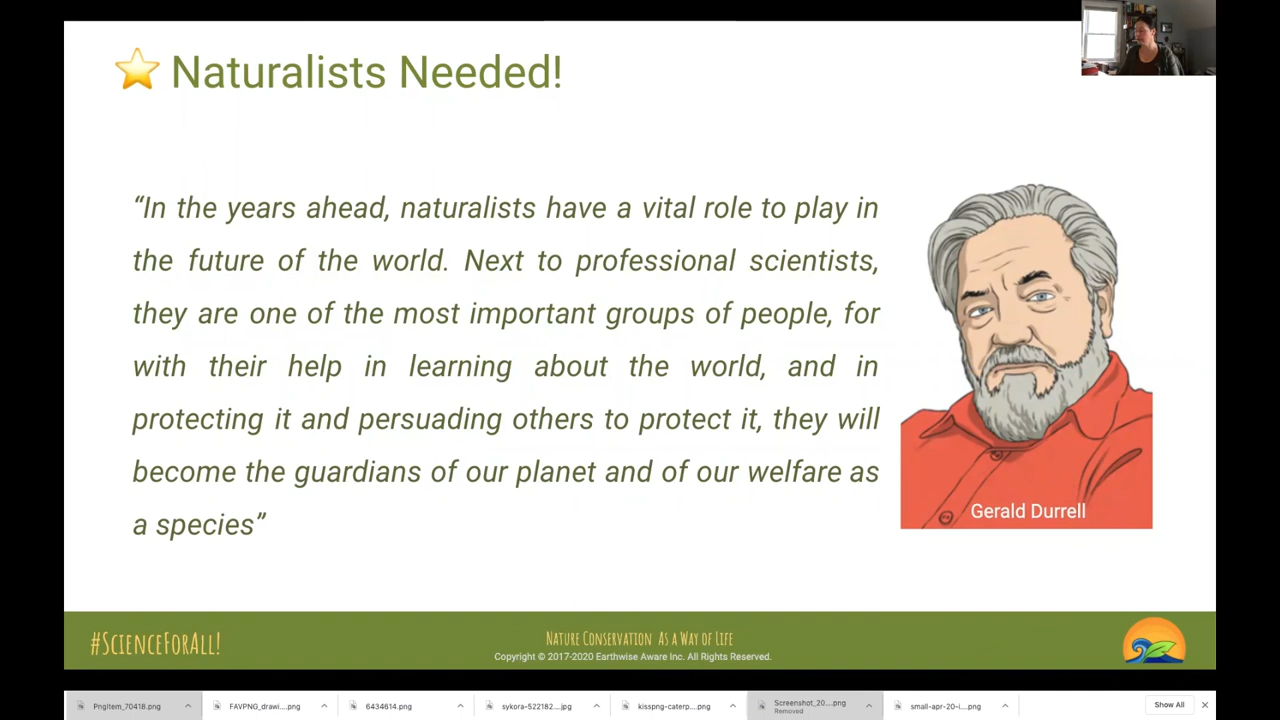 Naturalists Needed!
“In the years ahead, naturalists have a vital role to play in
the future of the world. Next to professional scientists,
they are one of the most important groups of people, for
with their help in learning about the world, and in
protecting it and persuading others to protect it, they will
become the guardians of our planet and of our welfare as
a species”
Gerald Durrell
#ScienceForAll!
Nature Conservation As a Way of Life
Copyright © 2017-2020 Earthwise Aware Inc. All Rights Reserved.
PngItem_70418.png
FAVPNG_drawi....png
6434614.png
sykora-522182...jpg
kisspng-caterp....png
Screenshot_20....png
Removed
small-apr-20-i....png
Show All